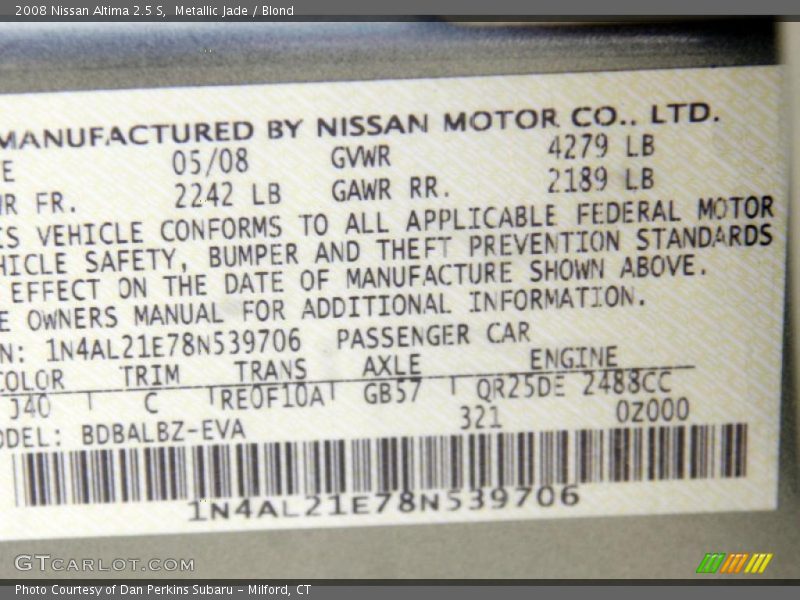 2008 Nissan Altima 2.5 S, Metallic Jade / Blond
MANUFACTURED BY NISSAN MOTOR CO., LTD.
E 05/08 GVWR 4279 LB
WR FR. 2242 LB GAWR RR. 2189 LB
IS VEHICLE CONFORMS TO ALL APPLICABLE FEDERAL MOTOR
HICLE SAFETY, BUMPER AND THEFT PREVENTION STANDARDS
EFFECT ON THE DATE OF MANUFACTURE SHOWN ABOVE.
E OWNERS MANUAL FOR ADDITIONAL INFORMATION.
N: 1N4AL21E78N539706 PASSENGER CAR
COLOR TRIM TRANS AXLE ENGINE
J40 C RE0F10A GB57 QR25DE 2488CC
ODEL: BDBALBZ-EVA 321 0Z000
1N4AL21E78N539706
GTCARLOT.COM
Photo Courtesy of Dan Perkins Subaru - Milford, CT